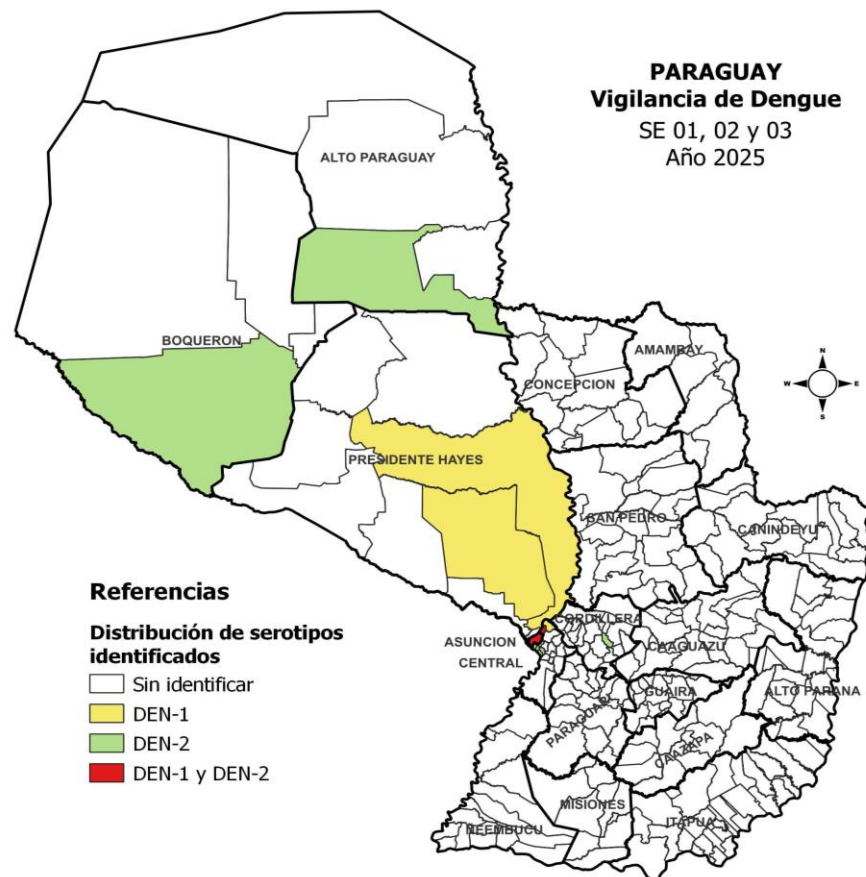 PARAGUAY
Vigilancia de Dengue
SE 01, 02 y 03
Año 2025
ALTO PARAGUAY
BOQUERON
AMAMBAY
CONCEPCION
N
W E
S
PRESIDENTE HAYES
SAN PEDRO
CANINDEYU
CORDILLERA
ASUNCION
CENTRAL
CAAGUAZU
GUAIRA
ALTO PARANA
PARAGUARI
CAAZAPA
MISIONES
ÑEEMBUCU
ITAPUA
Referencias
Distribución de serotipos
identificados
Sin identificar
DEN-1
DEN-2
DEN-1 y DEN-2